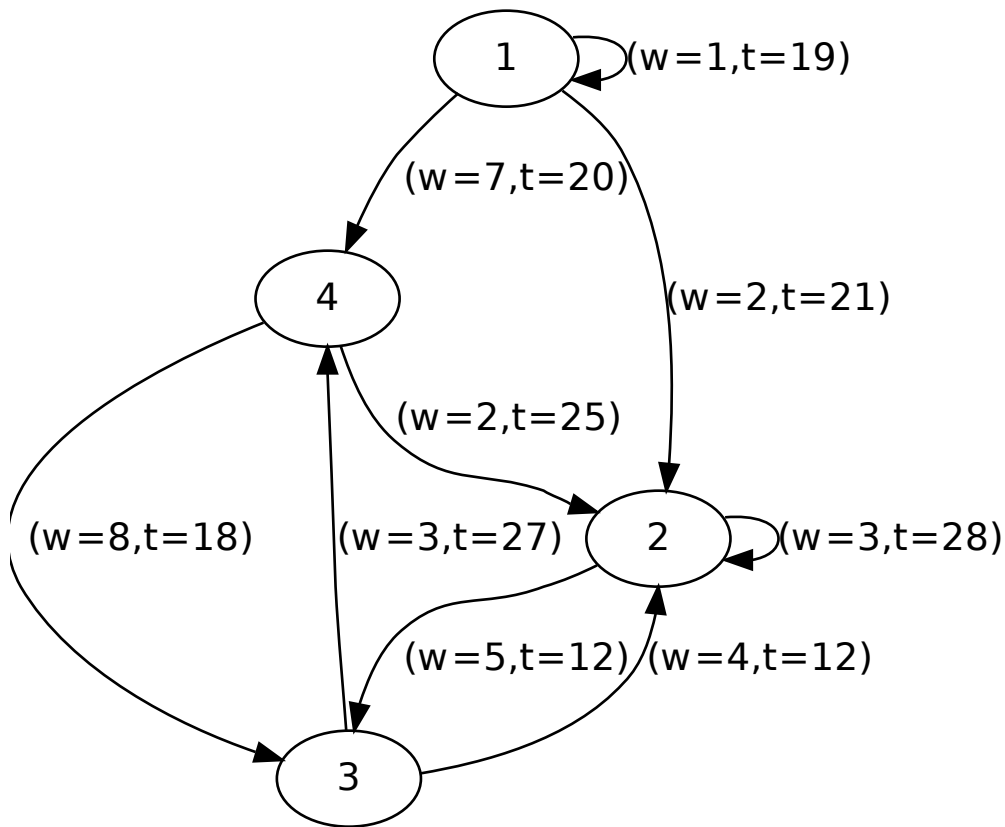 1
(w=1,t=19)
(w=7,t=20)
4
(w=2,t=21)
(w=2,t=25)
(w=8,t=18)
(w=3,t=27)
2
(w=3,t=28)
(w=5,t=12)
(w=4,t=12)
3